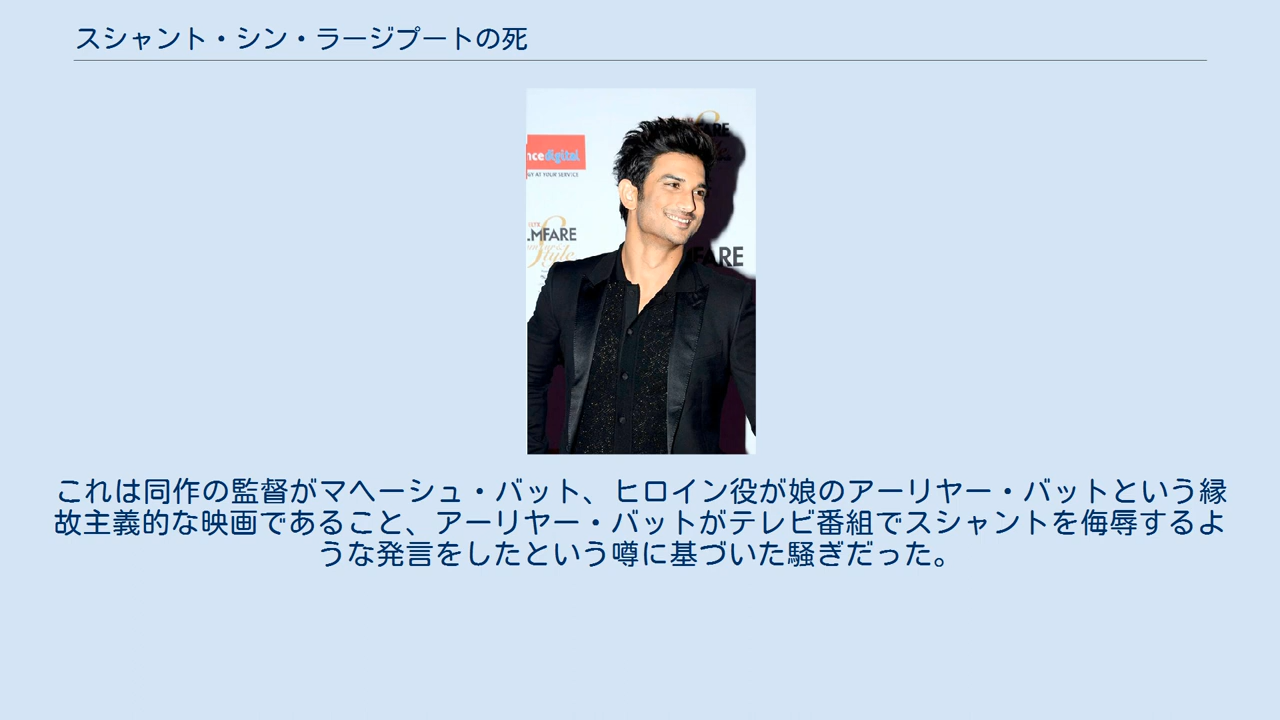 スシャント・シン・ラージプートの死
ncedigital
FARE
LMFARE
Style
FARE
これは同作の監督がマヘーシュ・バット、ヒロイン役が娘のアーリヤー・バットという縁
故主義的な映画であること、アーリヤー・バットがテレビ番組でスシャントを侮辱するよ
うな発言をしたという噂に基づいた騒ぎだった。